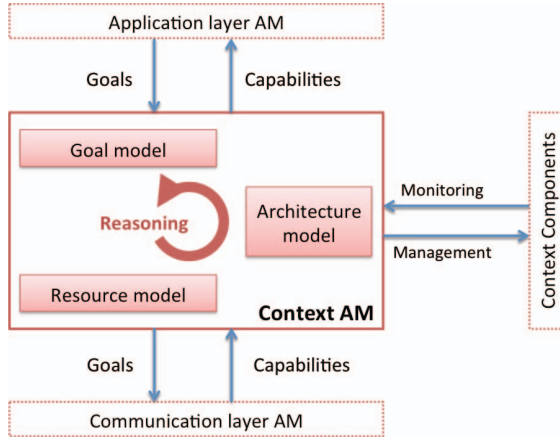 Application layer AM
Goals
Capabilities
Goal model
Reasoning
Architecture
model
Resource model
Context AM
Monitoring
Management
Context Components
Goals
Capabilities
Communication layer AM